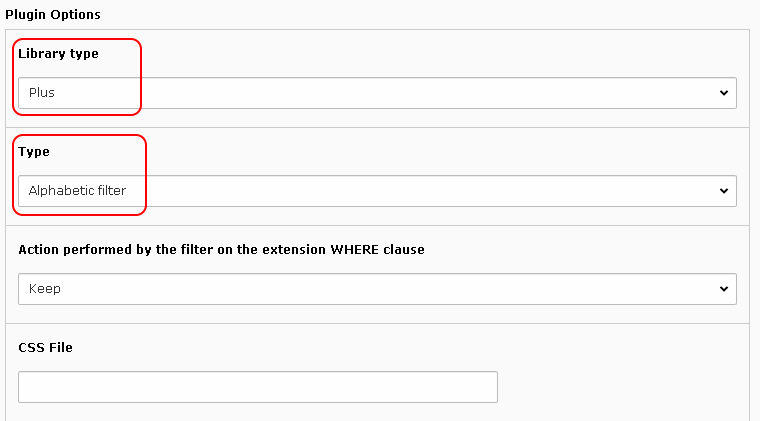 Plugin Options
Library type
Plus
Type
Alphabetic filter
Action performed by the filter on the extension WHERE clause
Keep
CSS File